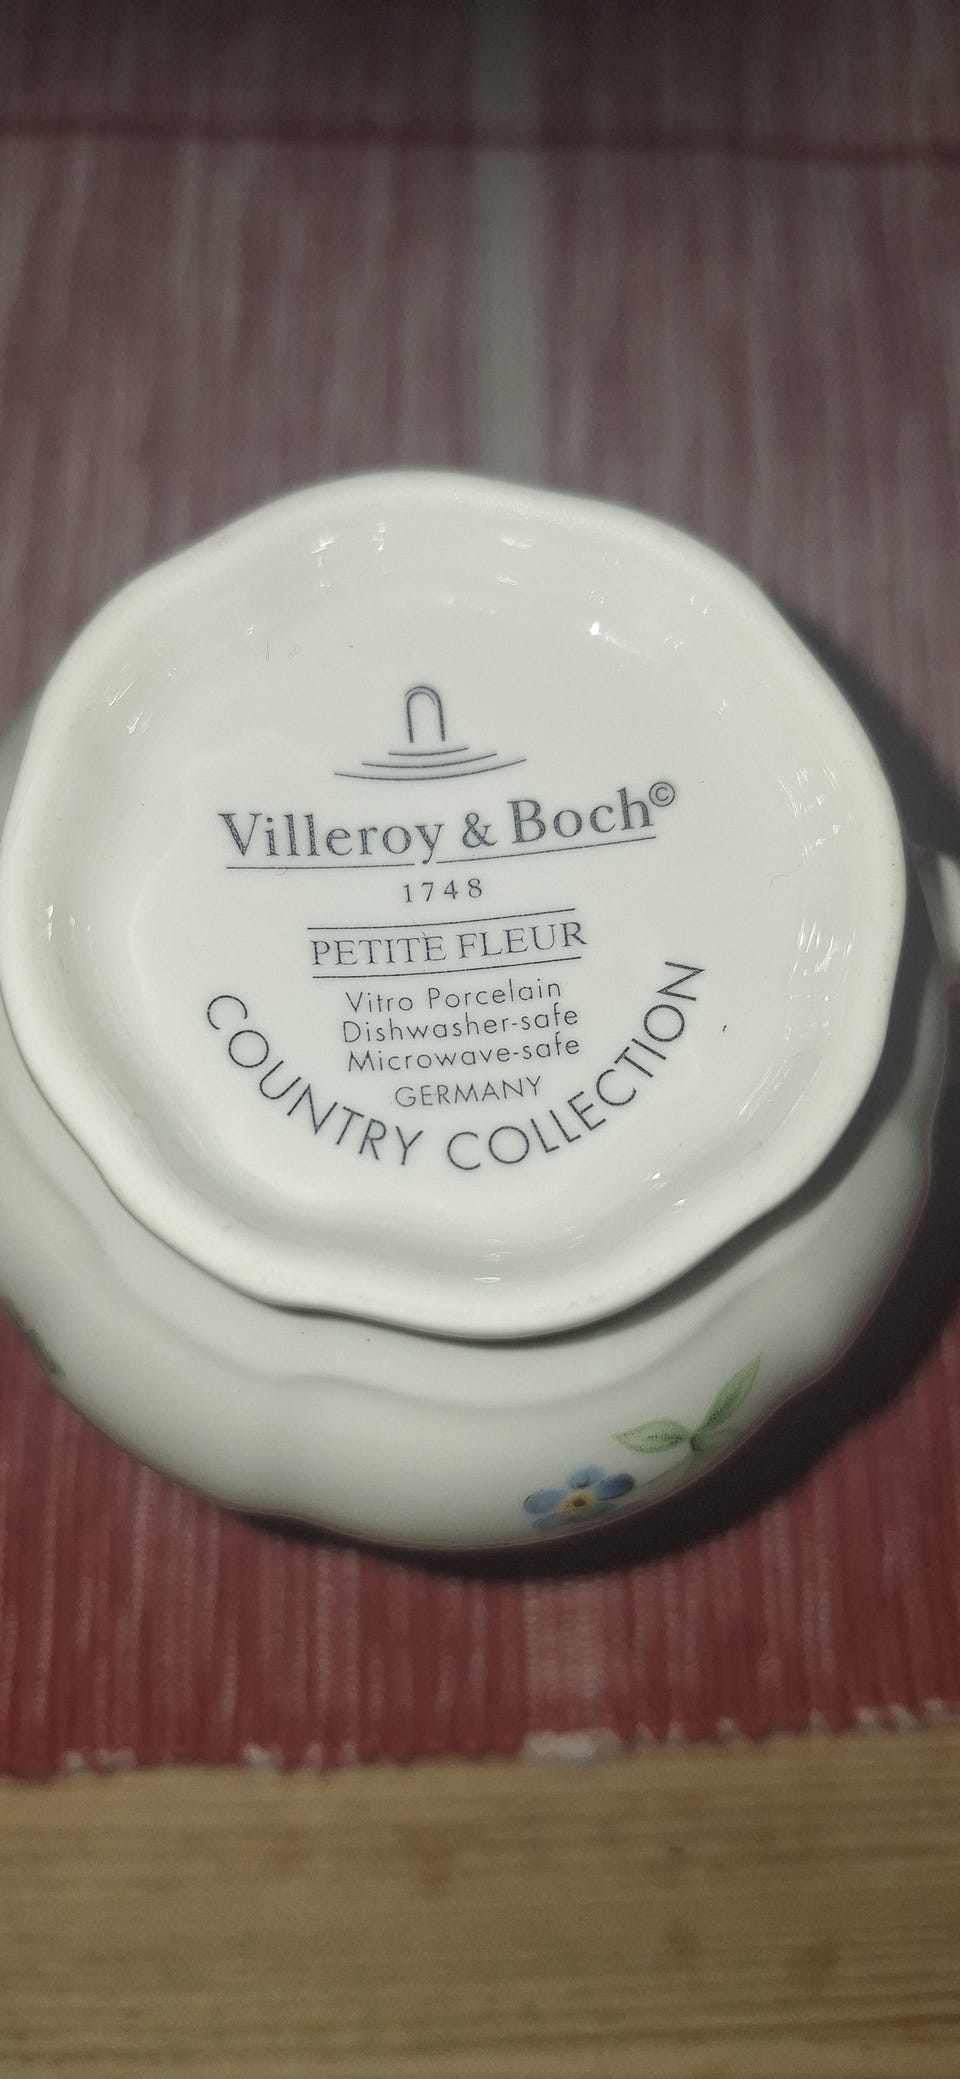 Villeroy & Boch©
1748
PETITE FLEUR
Vitro Porcelain
Dishwasher-safe
Microwave-safe
GERMANY
COUNTRY COLLECTION